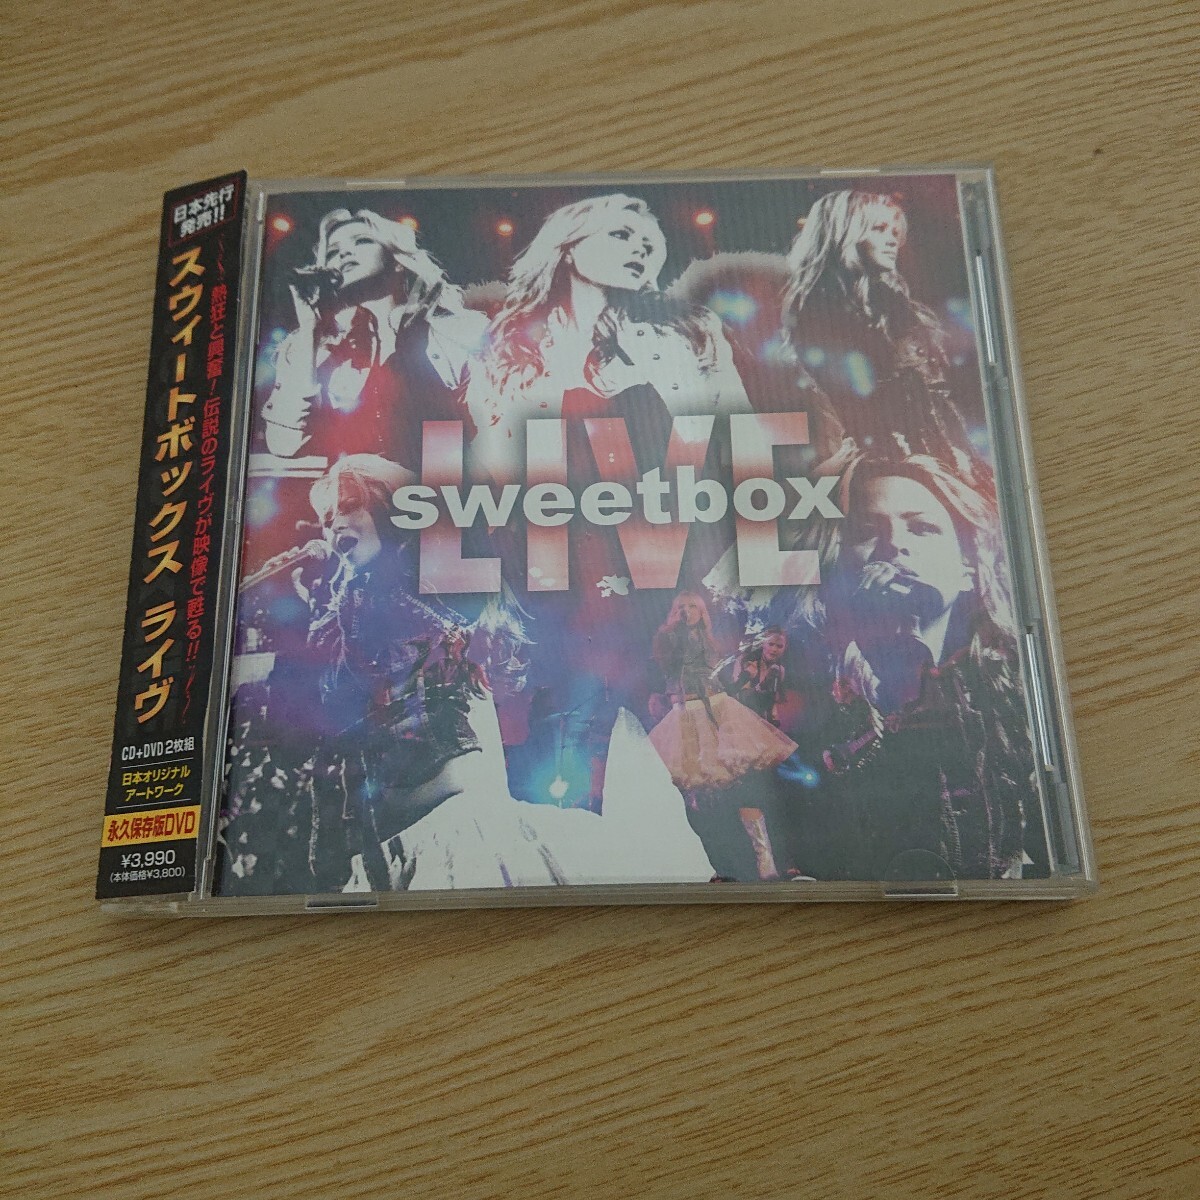 日本先行
発売!!
スウィートボックス ライヴ
〜熱狂と興奮!伝説のライヴが映像で甦る!!〜
CD+DVD 2枚組
日本オリジナル
アートワーク
永久保存版DVD
¥3,990
(本体価格¥3,800)
LIVE
sweetbox